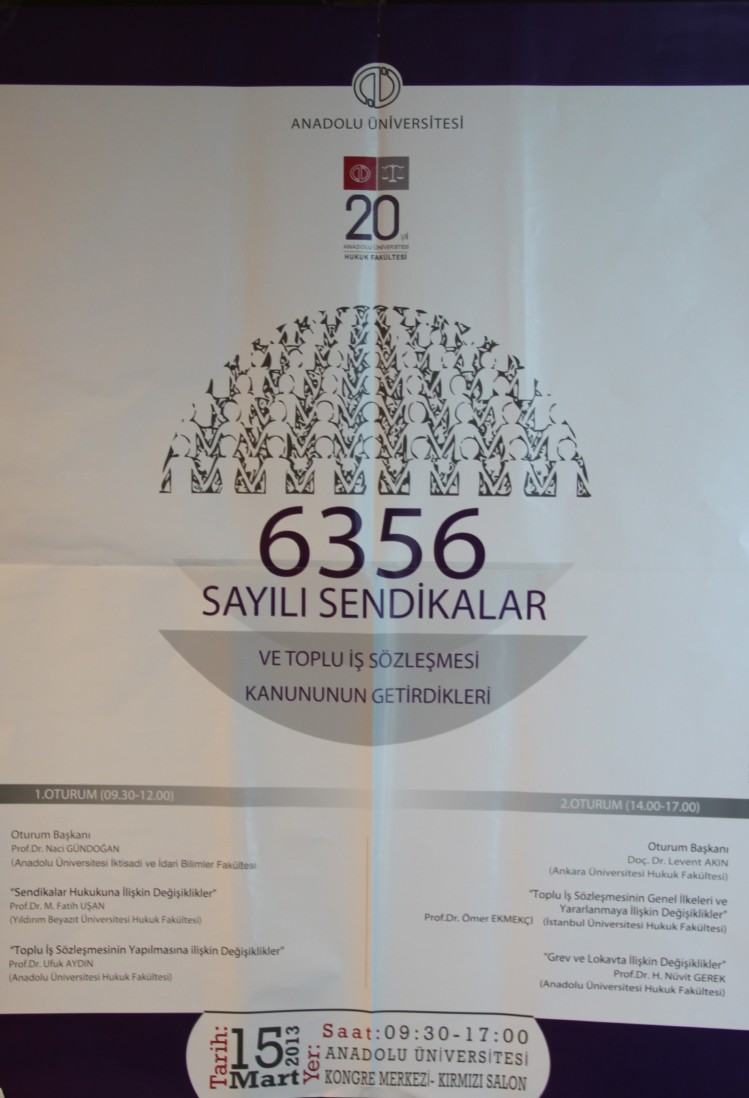 ANADOLU ÜNİVERSİTESİ
20. yıl
ANADOLU ÜNİVERSİTESİ
HUKUK FAKÜLTESİ
6356
SAYILI SENDİKALAR
VE TOPLU İŞ SÖZLEŞMESİ
KANUNUNUN GETİRDİKLERİ
1.OTURUM (09.30-12.00)
Oturum Başkanı
Prof.Dr. Naci GÜNDOĞAN
(Anadolu Üniversitesi İktisadi ve İdari Bilimler Fakültesi
"Sendikalar Hukukuna İlişkin Değişiklikler"
Prof.Dr. M. Fatih UŞAN
(Yıldırım Beyazıt Üniversitesi Hukuk Fakültesi)
"Toplu İş Sözleşmesinin Yapılmasına ilişkin Değişiklikler"
Prof.Dr. Ufuk AYDIN
(Anadolu Üniversitesi Hukuk Fakültesi)
2.OTURUM (14.00-17.00)
Oturum Başkanı
Doç. Dr. Levent AKIN
(Ankara Üniversitesi Hukuk Fakültesi)
"Toplu İş Sözleşmesinin Genel İlkeleri ve
Yararlanmaya İlişkin Değişiklikler"
Prof.Dr. Ömer EKMEKÇİ (İstanbul Üniversitesi Hukuk Fakültesi)
"Grev ve Lokavta İlişkin Değişiklikler"
Prof.Dr. H. Nüvit GEREK
(Anadolu Üniversitesi Hukuk Fakültesi)
Tarih: 15 Mart 2013
Yer: Saat:09:30-17:00
ANADOLU ÜNİVERSİTESİ
KONGRE MERKEZİ- KIRMIZI SALON